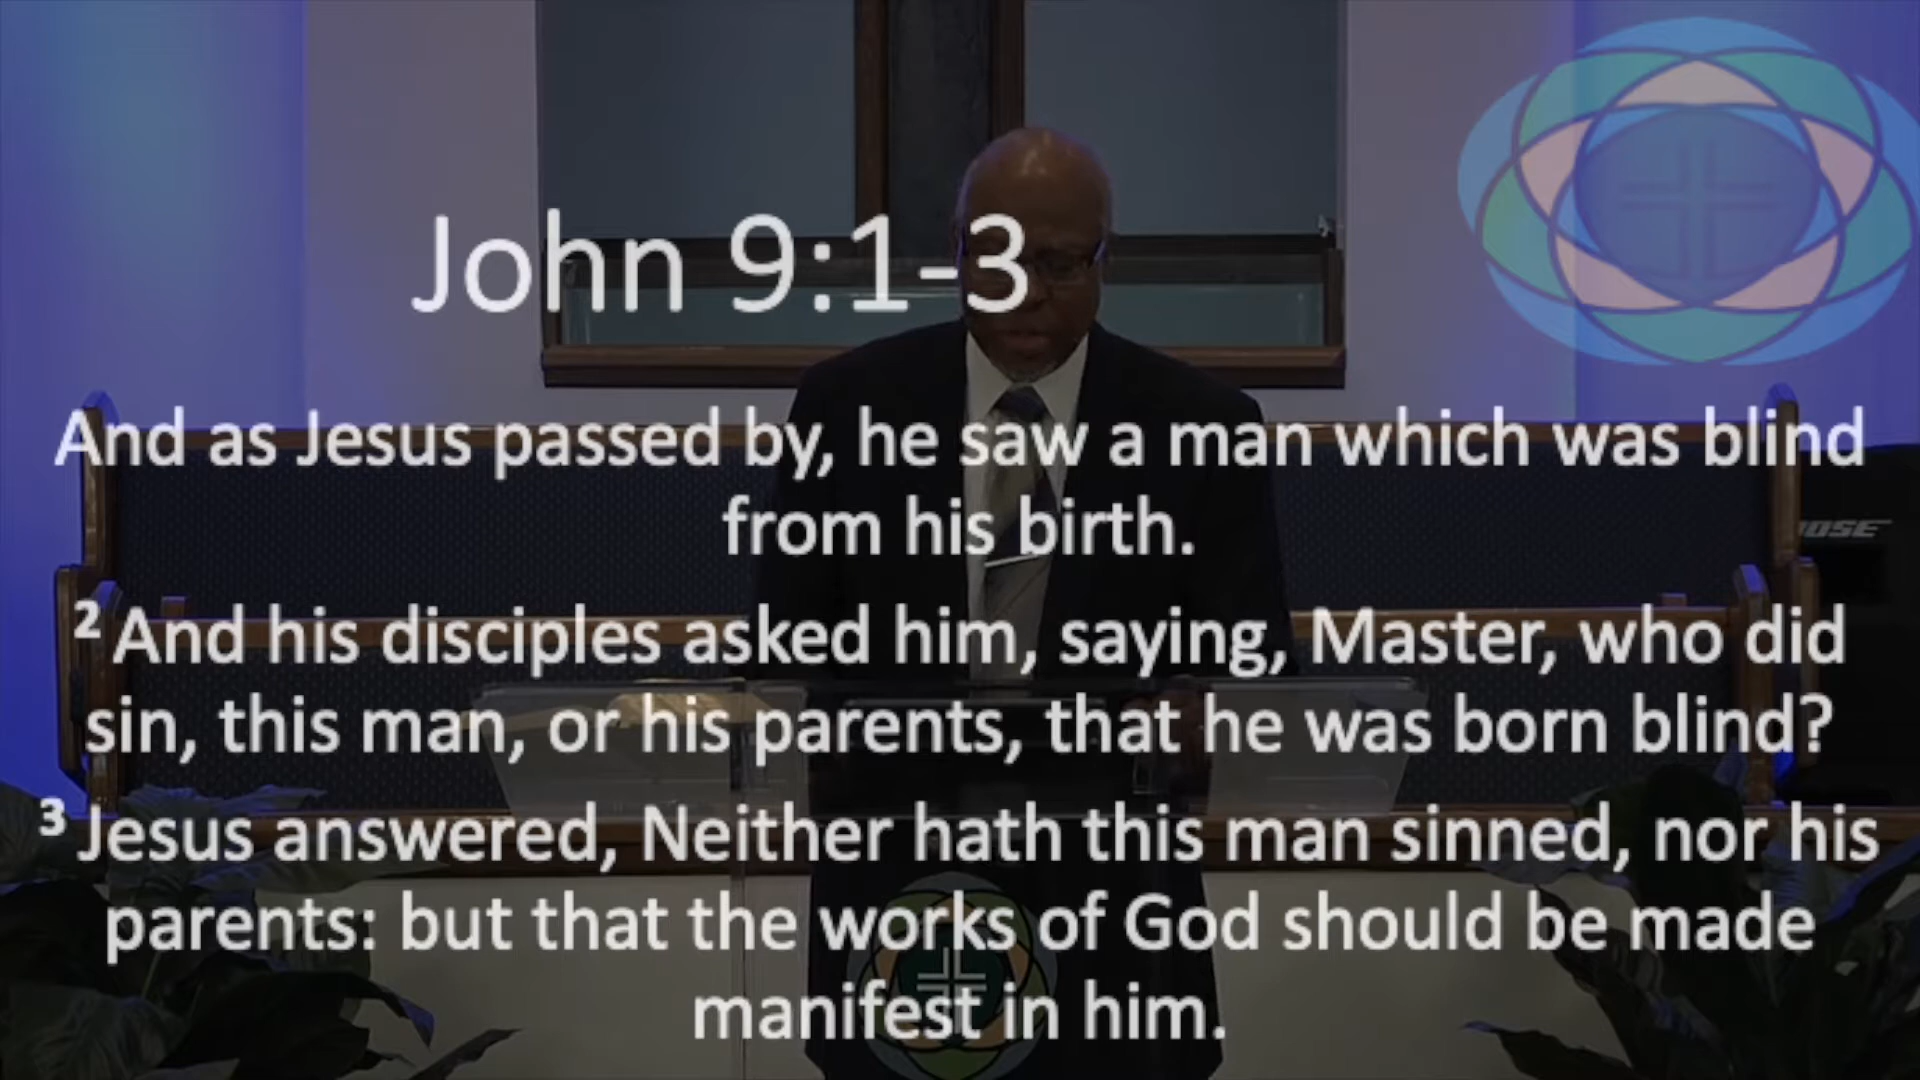 John 9:1-3
And as Jesus passed by, he saw a man which was blind
from his birth.
2 And his disciples asked him, saying, Master, who did
sin, this man, or his parents, that he was born blind?
BOSE
3 Jesus answered, Neither hath this man sinned, nor his
parents: but that the works of God should be made
manifest in him.